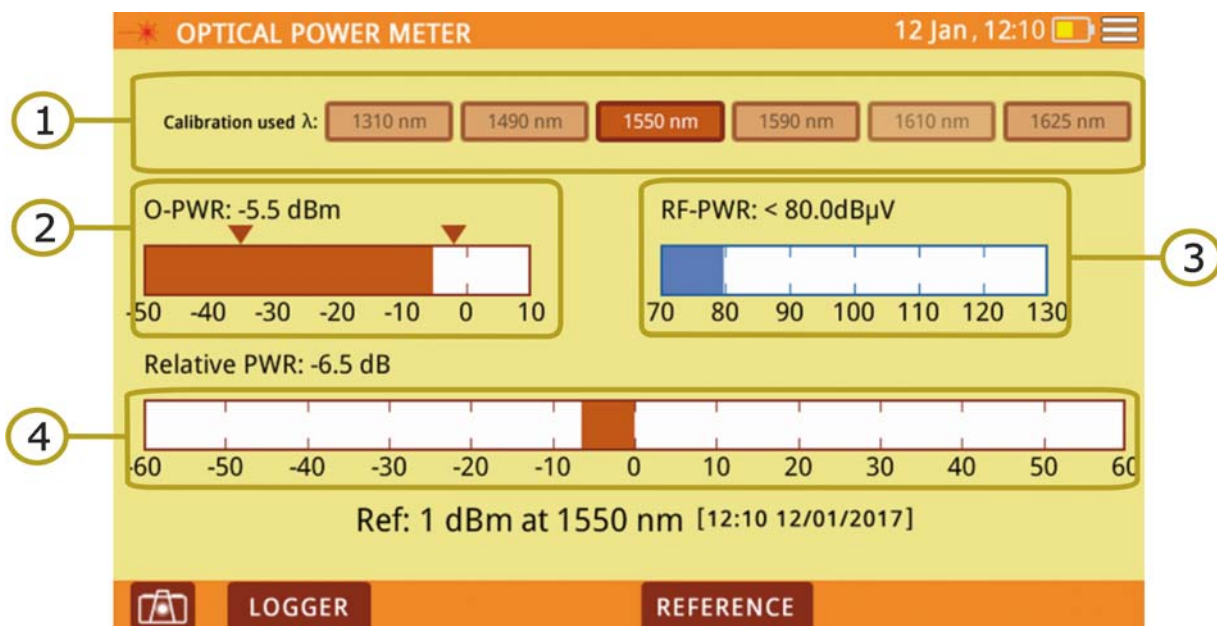 OPTICAL POWER METER 12 Jan, 12:10
1
Calibration used λ: 1310 nm 1490 nm 1550 nm 1590 nm 1610 nm 1625 nm
2
O-PWR: -5.5 dBm
-50 -40 -30 -20 -10 0 10
RF-PWR: < 80.0dBµV
3
70 80 90 100 110 120 130
Relative PWR: -6.5 dB
4
-60 -50 -40 -30 -20 -10 0 10 20 30 40 50 60
Ref: 1 dBm at 1550 nm [12:10 12/01/2017]
LOGGER REFERENCE